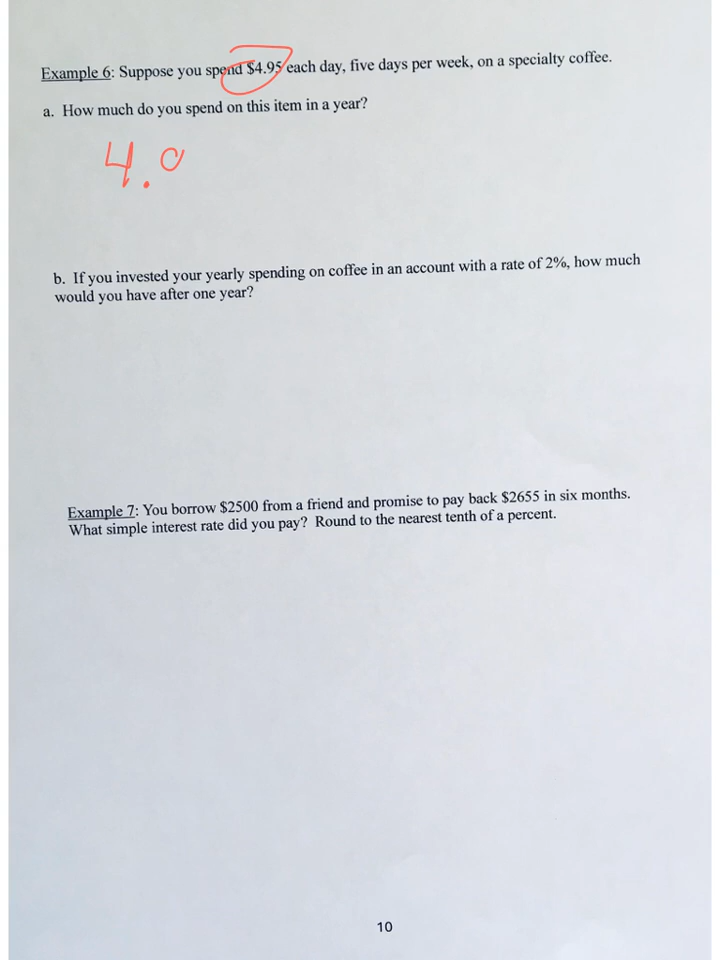 Example 6: Suppose you spend $4.95 each day, five days per week, on a specialty coffee.
a. How much do you spend on this item in a year?
4.
b. If you invested your yearly spending on coffee in an account with a rate of 2%, how much
would you have after one year?
Example 7: You borrow $2500 from a friend and promise to pay back $2655 in six months.
What simple interest rate did you pay? Round to the nearest tenth of a percent.
10